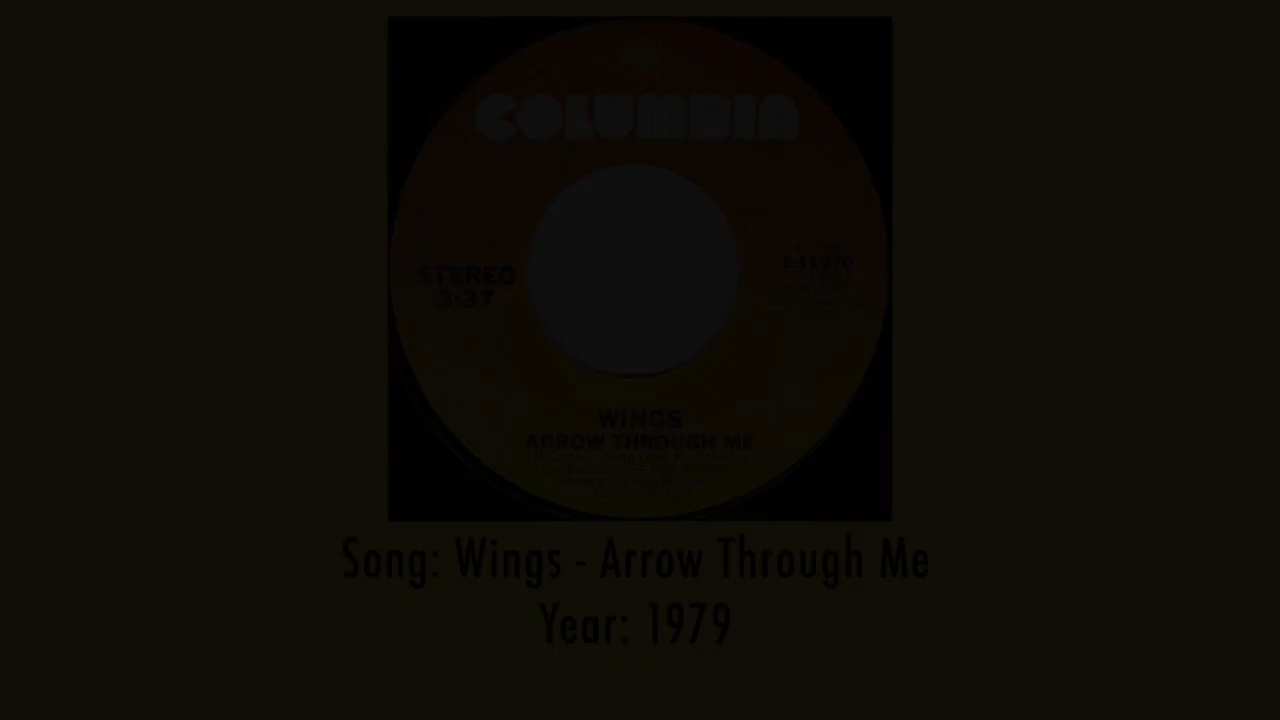 COLUMBIA
STEREO
3:37
WINGS
ARROW THROUGH ME
Song: Wings - Arrow Through Me
Year: 1979